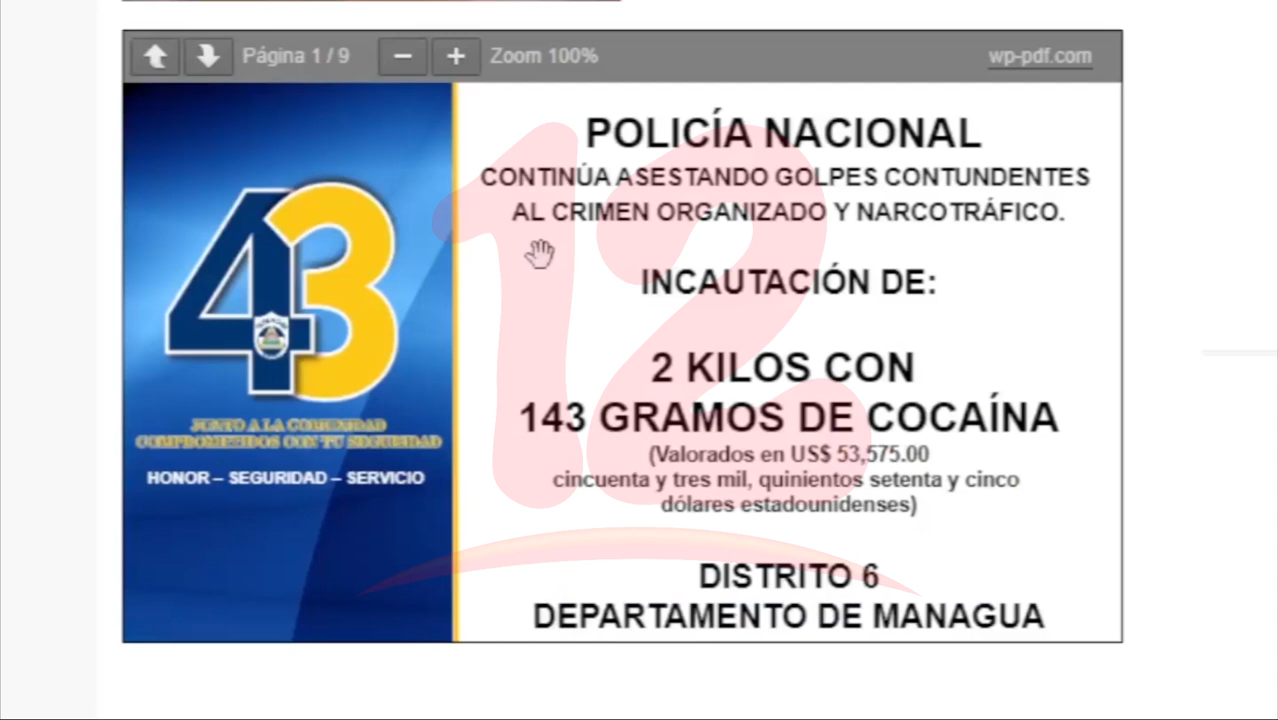 Página 1 / 9
Zoom 100%
wp-pdf.com
POLICÍA NACIONAL
CONTINÚA ASESTANDO GOLPES CONTUNDENTES
AL CRIMEN ORGANIZADO Y NARCOTRÁFICO.
INCAUTACIÓN DE:
2 KILOS CON
143 GRAMOS DE COCAÍNA
(Valorados en US$ 53,575.00
cincuenta y tres mil, quinientos setenta y cinco
dólares estadounidenses)
DISTRITO 6
DEPARTAMENTO DE MANAGUA
43
JUNTO A LA COMUNIDAD
COMPROMETIDOS CON TU SEGURIDAD
HONOR – SEGURIDAD – SERVICIO
12